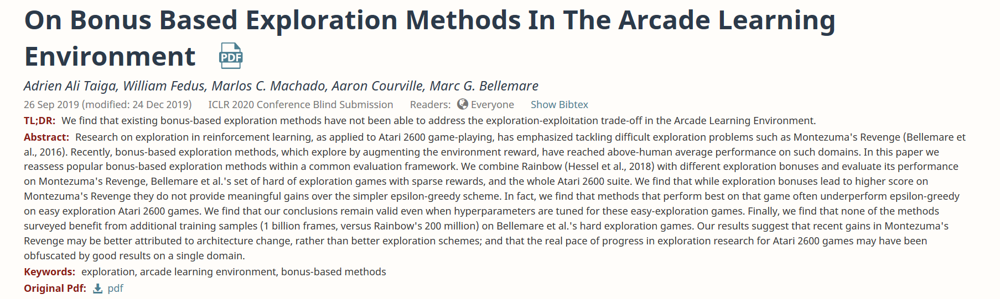 On Bonus Based Exploration Methods In The Arcade Learning
Environment PDF
Adrien Ali Taiga, William Fedus, Marlos C. Machado, Aaron Courville, Marc G. Bellemare
26 Sep 2019 (modified: 24 Dec 2019) ICLR 2020 Conference Blind Submission Readers: Everyone Show Bibtex
TL;DR: We find that existing bonus-based exploration methods have not been able to address the exploration-exploitation trade-off in the Arcade Learning Environment.
Abstract: Research on exploration in reinforcement learning, as applied to Atari 2600 game-playing, has emphasized tackling difficult exploration problems such as Montezuma's Revenge (Bellemare et
al., 2016). Recently, bonus-based exploration methods, which explore by augmenting the environment reward, have reached above-human average performance on such domains. In this paper we
reassess popular bonus-based exploration methods within a common evaluation framework. We combine Rainbow (Hessel et al., 2018) with different exploration bonuses and evaluate its performance
on Montezuma's Revenge, Bellemare et al.'s set of hard of exploration games with sparse rewards, and the whole Atari 2600 suite. We find that while exploration bonuses lead to higher score on
Montezuma's Revenge they do not provide meaningful gains over the simpler epsilon-greedy scheme. In fact, we find that methods that perform best on that game often underperform epsilon-greedy
on easy exploration Atari 2600 games. We find that our conclusions remain valid even when hyperparameters are tuned for these easy-exploration games. Finally, we find that none of the methods
surveyed benefit from additional training samples (1 billion frames, versus Rainbow's 200 million) on Bellemare et al.'s hard exploration games. Our results suggest that recent gains in Montezuma's
Revenge may be better attributed to architecture change, rather than better exploration schemes; and that the real pace of progress in exploration research for Atari 2600 games may have been
obfuscated by good results on a single domain.
Keywords: exploration, arcade learning environment, bonus-based methods
Original Pdf: pdf